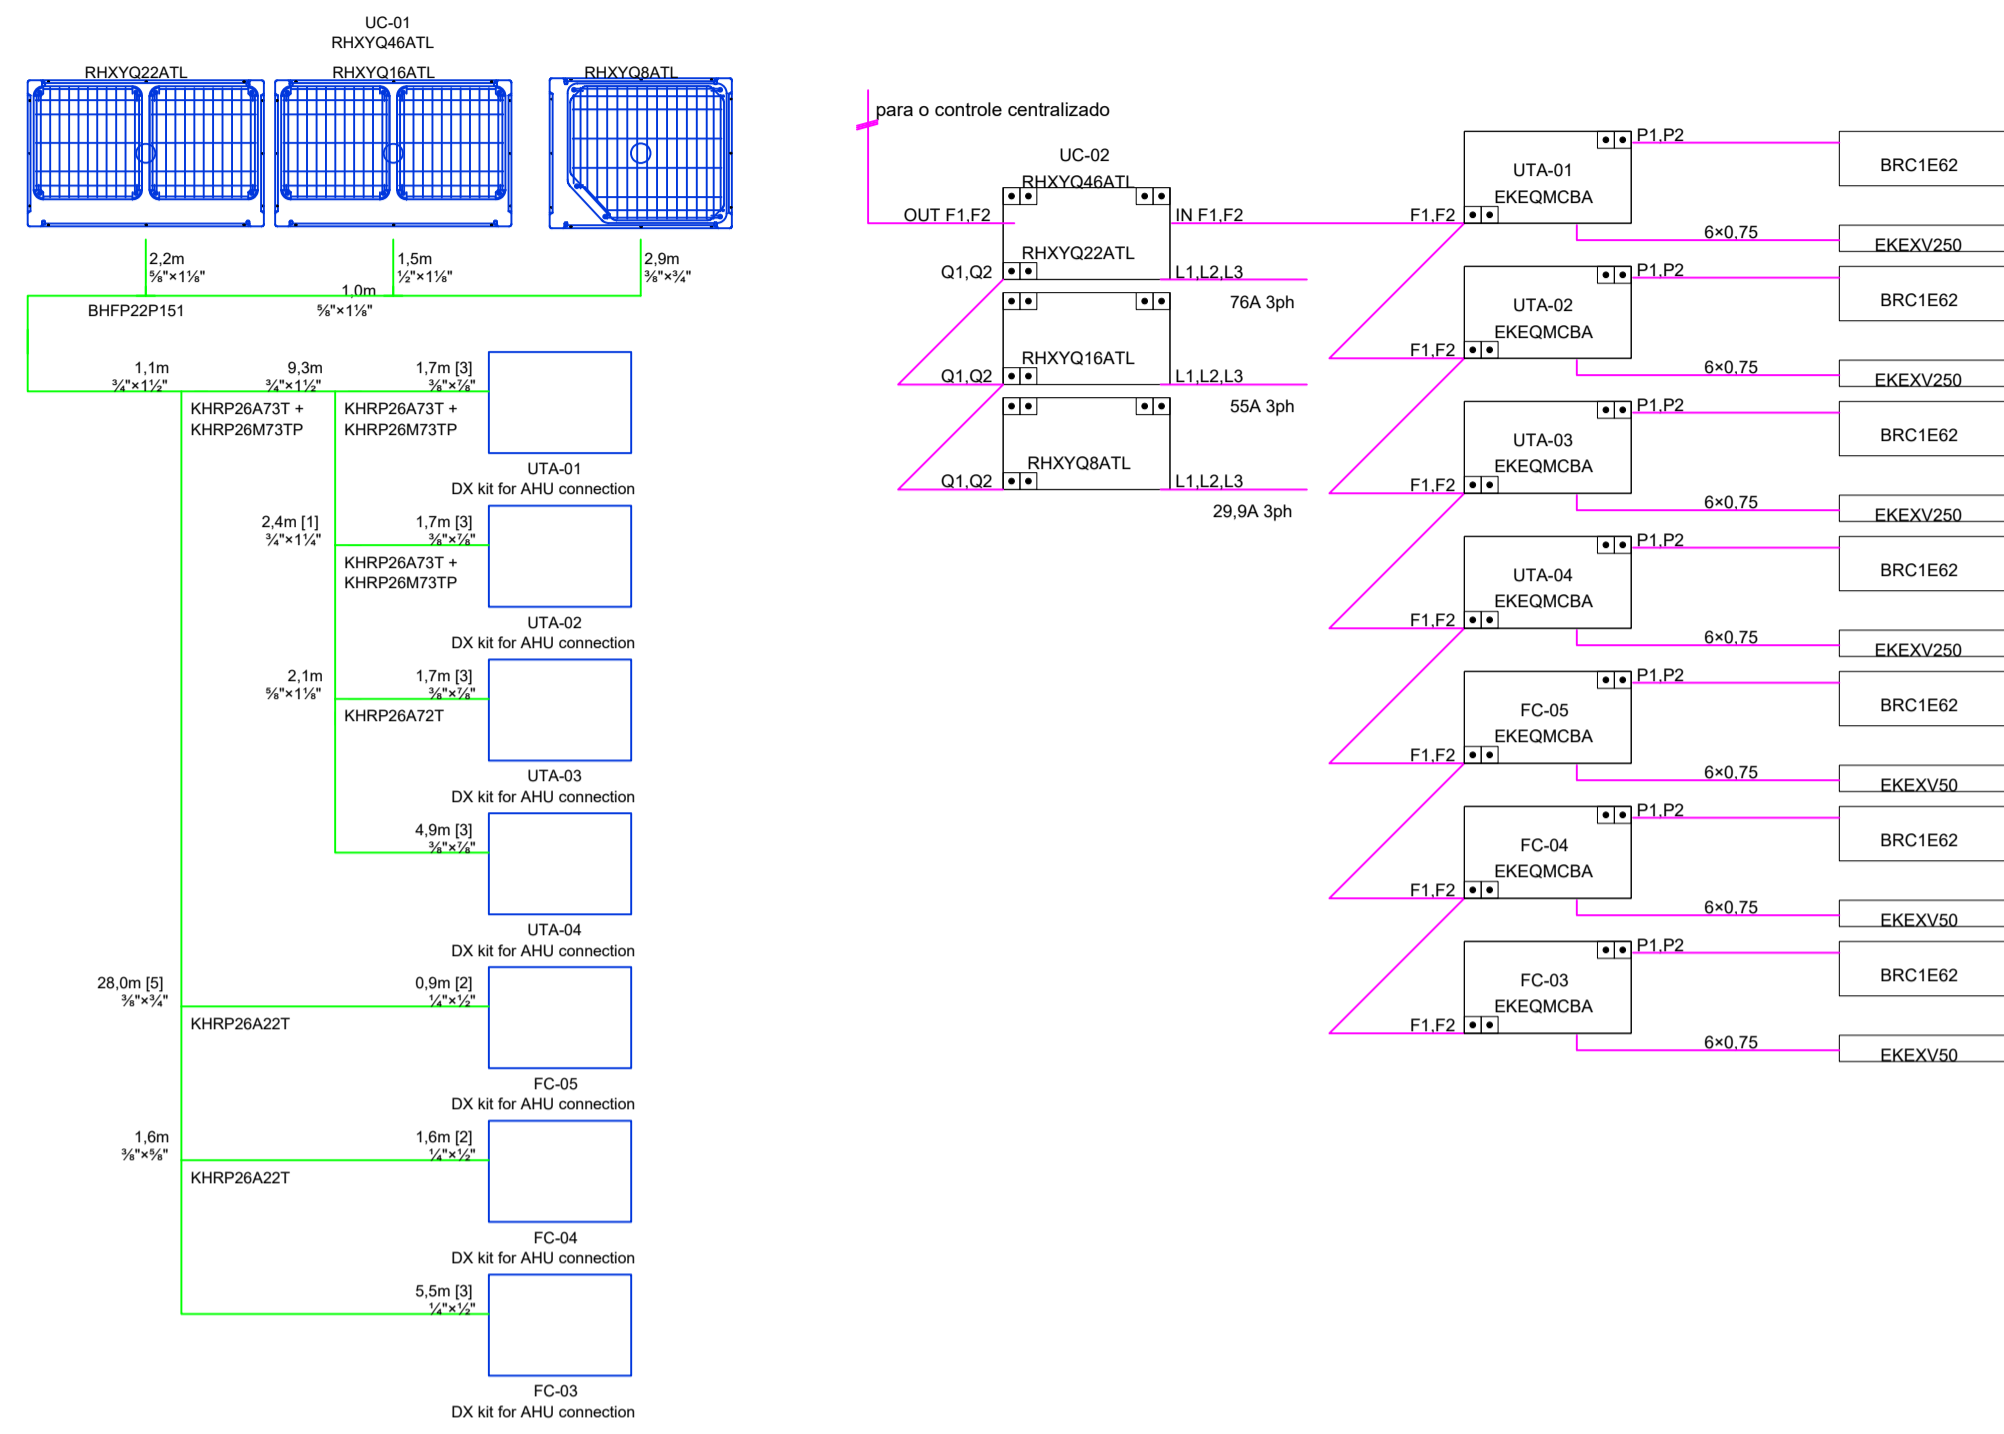 UC-01
RHXYQ46ATL
RHXYQ22ATL
RHXYQ16ATL
RHXYQ8ATL
2,2m
⅝"×1⅛"
1,5m
½"×1⅛"
2,9m
⅜"×¾"
1,0m
⅝"×1⅛"
BHFP22P151
1,1m
¾"×1½"
9,3m
¾"×1½"
1,7m [3]
⅜"×⅞"
KHRP26A73T +
KHRP26M73TP
KHRP26A73T +
KHRP26M73TP
UTA-01
DX kit for AHU connection
2,4m [1]
¾"×1¼"
1,7m [3]
⅜"×⅞"
KHRP26A73T +
KHRP26M73TP
UTA-02
DX kit for AHU connection
2,1m
⅝"×1⅛"
1,7m [3]
⅜"×⅞"
KHRP26A72T
UTA-03
DX kit for AHU connection
4,9m [3]
⅜"×⅞"
UTA-04
DX kit for AHU connection
28,0m [5]
⅜"×¾"
0,9m [2]
¼"×½"
KHRP26A22T
FC-05
DX kit for AHU connection
1,6m
⅜"×⅝"
1,6m [2]
¼"×½"
KHRP26A22T
FC-04
DX kit for AHU connection
5,5m [3]
¼"×½"
FC-03
DX kit for AHU connection
para o controle centralizado
UC-02
RHXYQ46ATL
OUT F1,F2
IN F1,F2
RHXYQ22ATL
Q1,Q2
L1,L2,L3
76A 3ph
RHXYQ16ATL
Q1,Q2
L1,L2,L3
55A 3ph
RHXYQ8ATL
Q1,Q2
L1,L2,L3
29,9A 3ph
P1,P2
UTA-01
EKEQMCBA
BRC1E62
F1,F2
6×0,75
EKEXV250
P1,P2
UTA-02
EKEQMCBA
BRC1E62
F1,F2
6×0,75
EKEXV250
P1,P2
UTA-03
EKEQMCBA
BRC1E62
F1,F2
6×0,75
EKEXV250
P1,P2
UTA-04
EKEQMCBA
BRC1E62
F1,F2
6×0,75
EKEXV250
P1,P2
FC-05
EKEQMCBA
BRC1E62
F1,F2
6×0,75
EKEXV50
P1,P2
FC-04
EKEQMCBA
BRC1E62
F1,F2
6×0,75
EKEXV50
P1,P2
FC-03
EKEQMCBA
BRC1E62
F1,F2
6×0,75
EKEXV50